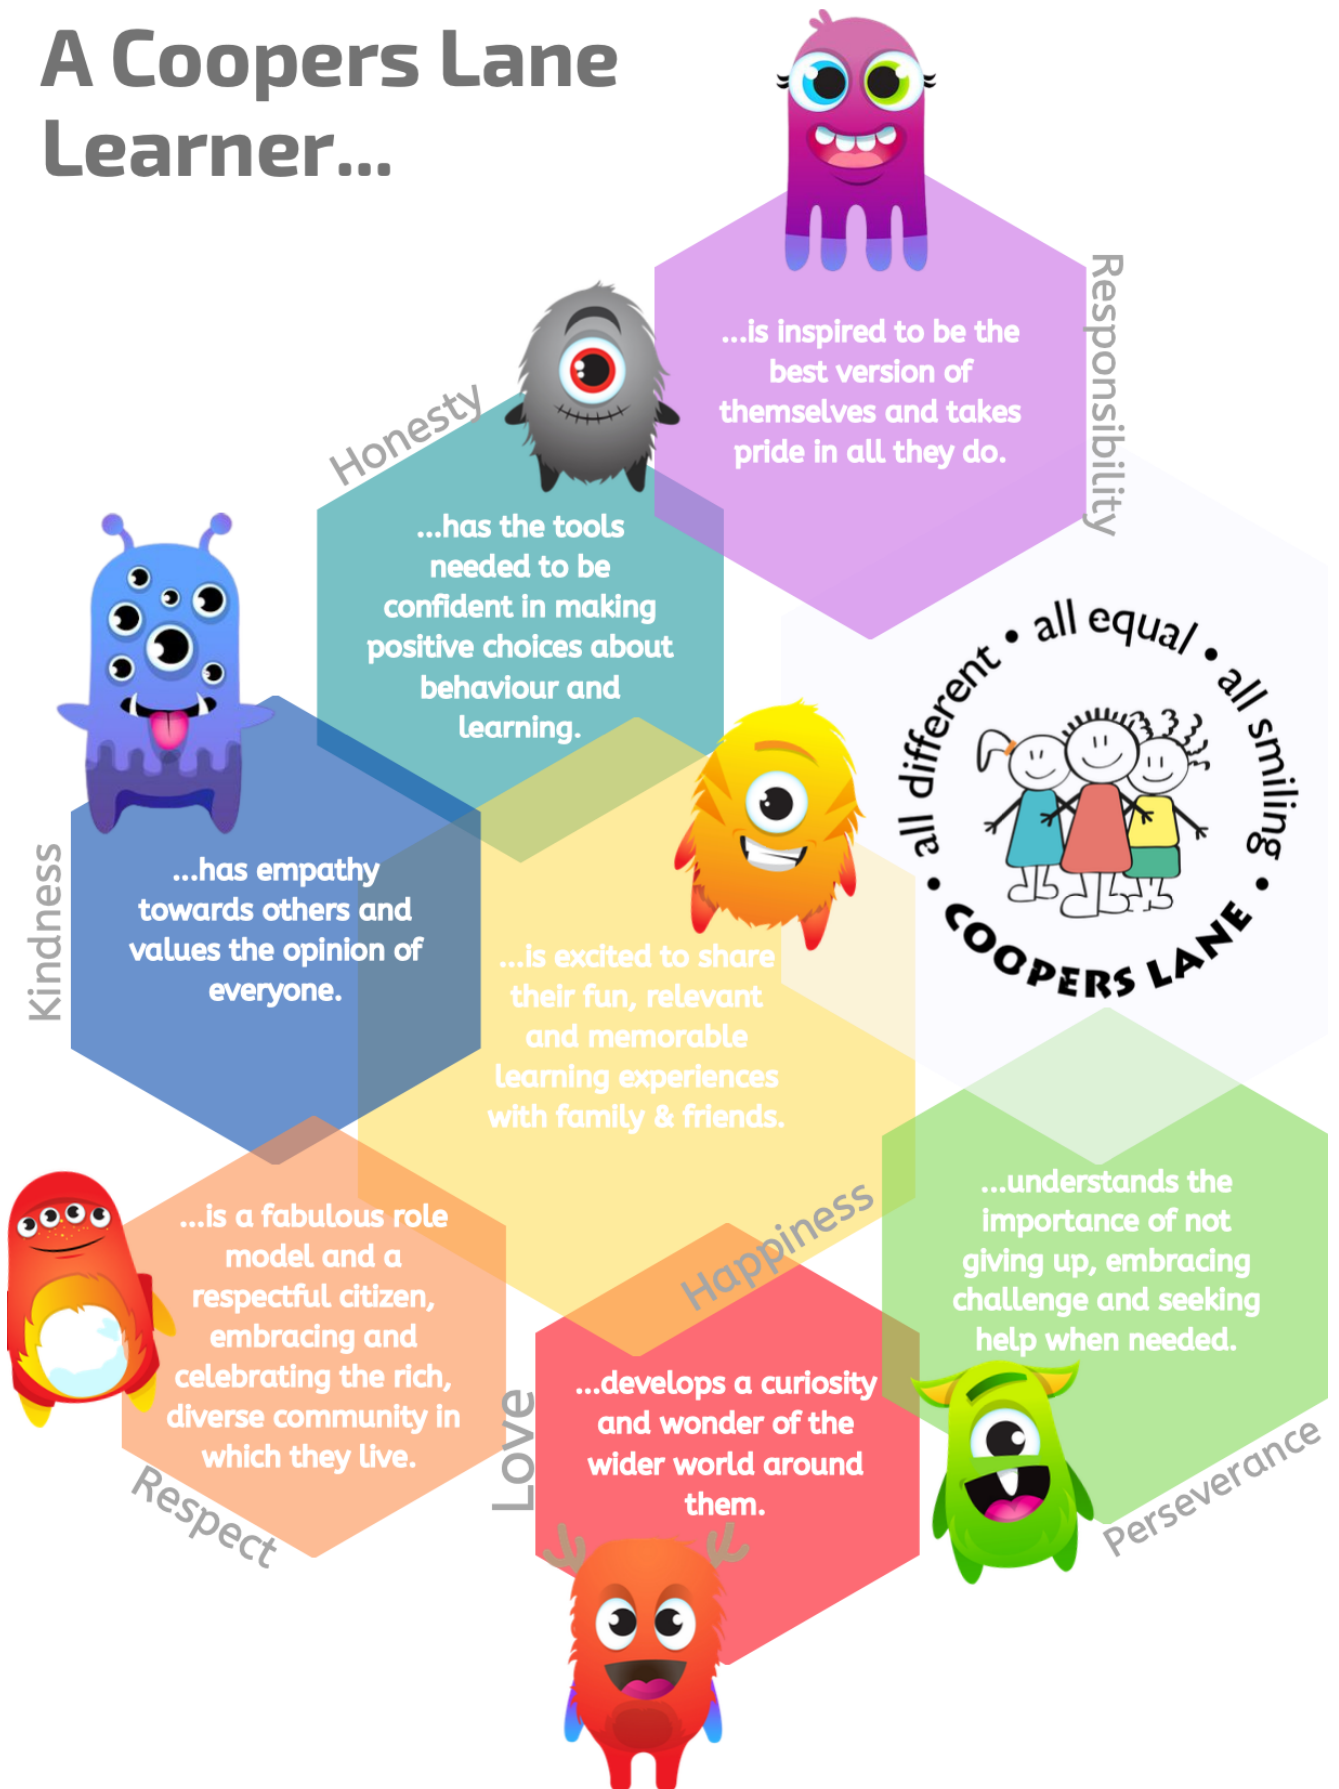 A Coopers Lane
Learner...
Responsibility
...is inspired to be the
best version of
themselves and takes
pride in all they do.
Honesty
...has the tools
needed to be
confident in making
positive choices about
behaviour and
learning.
all different • all equal • all smiling •
COOPERS LANE •
Kindness
...has empathy
towards others and
values the opinion of
everyone.
...is excited to share
their fun, relevant
and memorable
learning experiences
with family & friends.
Happiness
...understands the
importance of not
giving up, embracing
challenge and seeking
help when needed.
Perseverance
...is a fabulous role
model and a
respectful citizen,
embracing and
celebrating the rich,
diverse community in
which they live.
Respect
Love
...develops a curiosity
and wonder of the
wider world around
them.